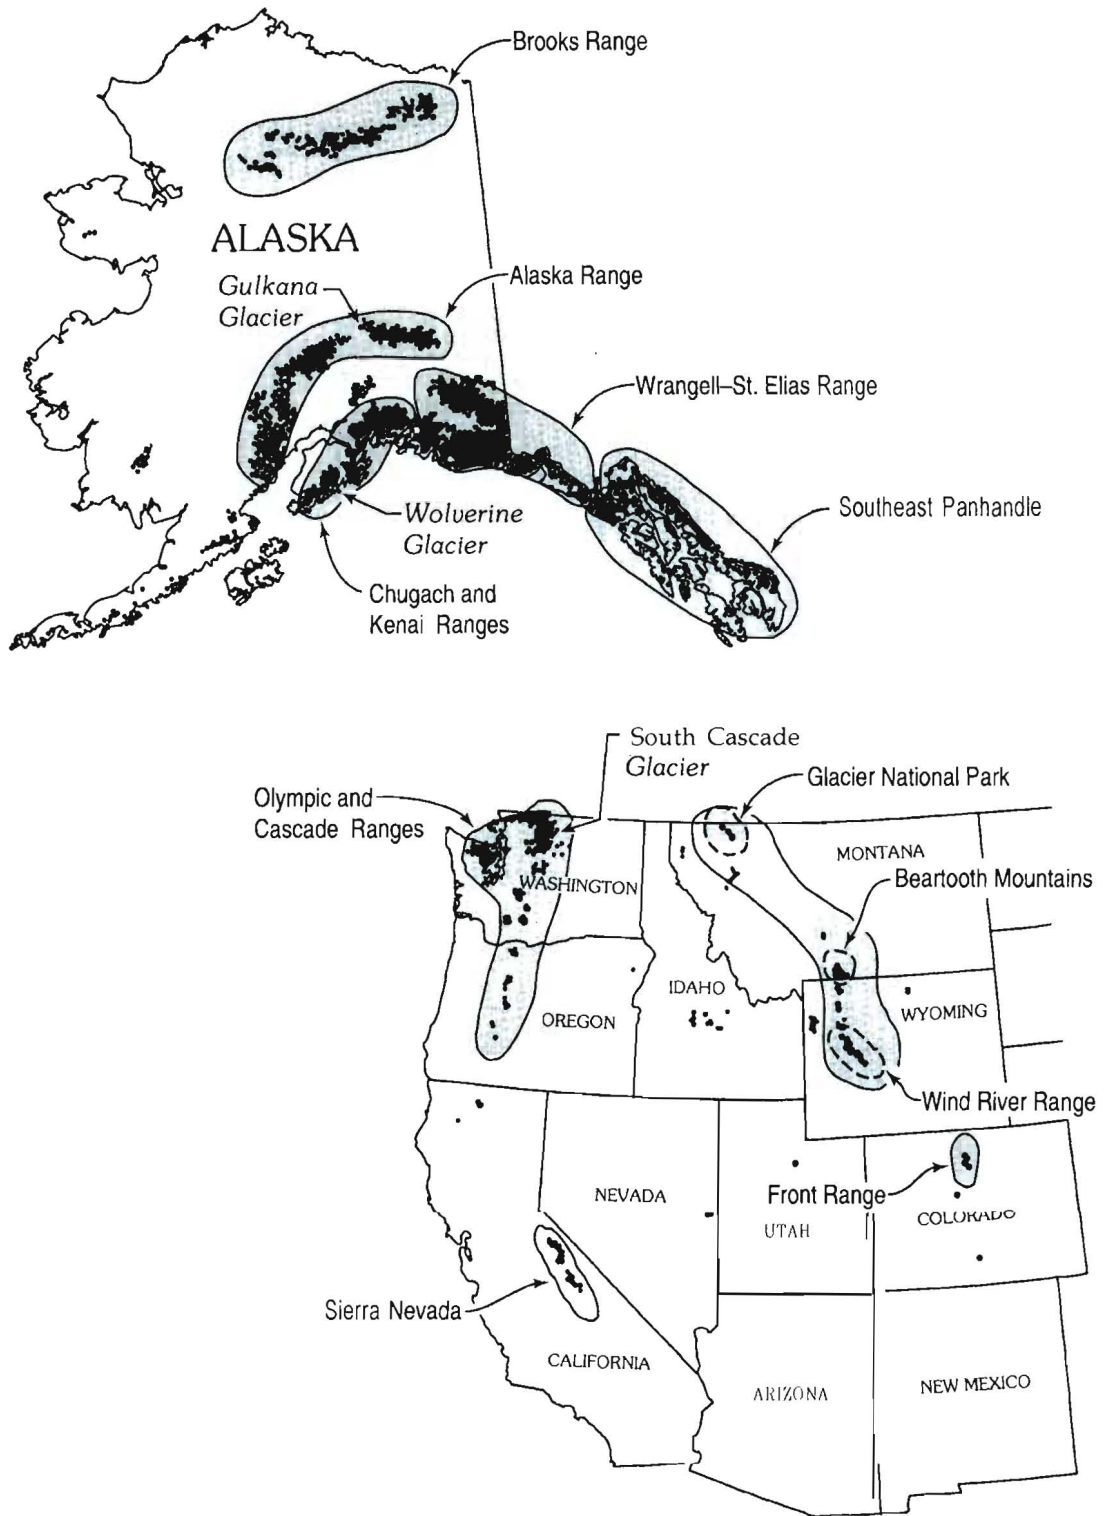 Brooks Range
ALASKA
Gulkana
Glacier
Alaska Range
Wrangell–St. Elias Range
Southeast Panhandle
Wolverine
Glacier
Chugach and
Kenai Ranges
South Cascade
Glacier
Glacier National Park
Olympic and
Cascade Ranges
MONTANA
Beartooth Mountains
WASHINGTON
IDAHO
WYOMING
OREGON
Wind River Range
NEVADA
Front Range
UTAH
COLORADO
Sierra Nevada
CALIFORNIA
ARIZONA
NEW MEXICO